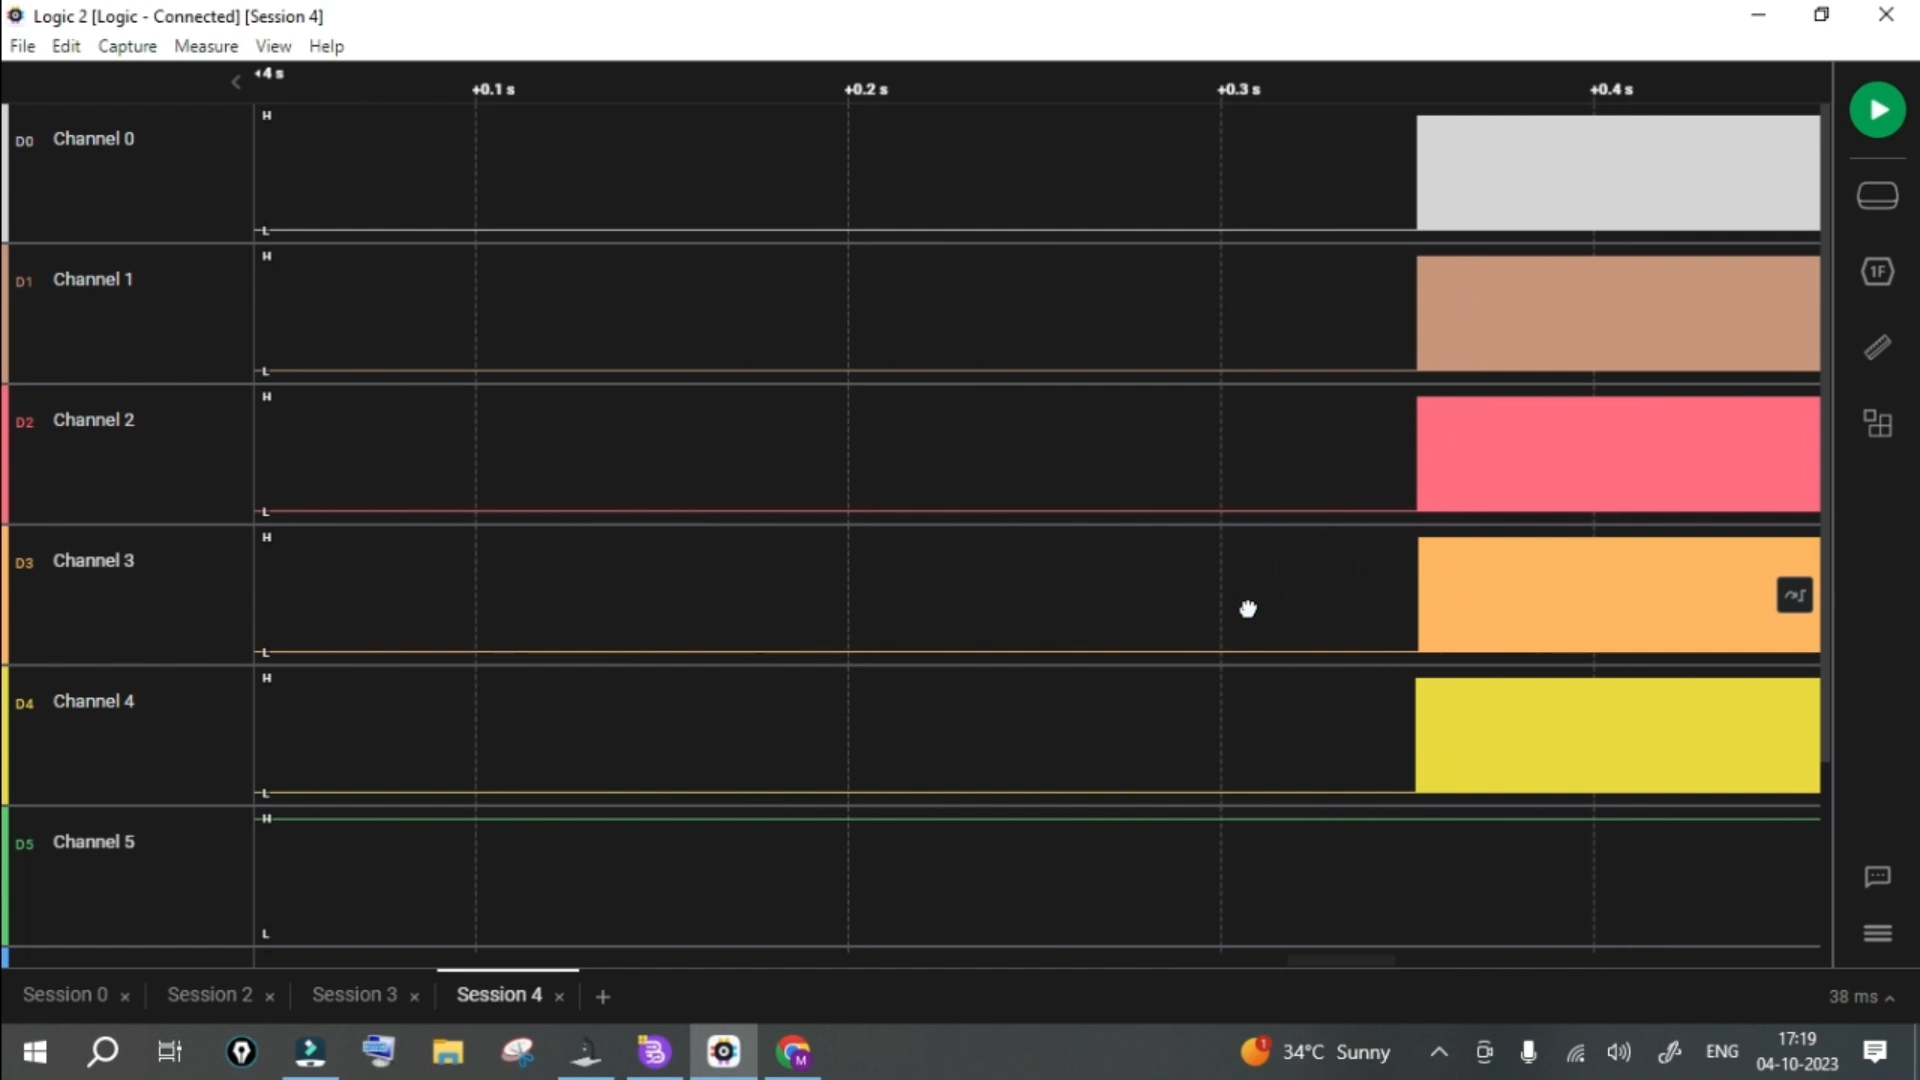 Logic 2 [Logic - Connected] [Session 4]
File Edit Capture Measure View Help
4 s
+0.1 s +0.2 s +0.3 s +0.4 s
H
D0 Channel 0
L
H
D1 Channel 1
L
H
D2 Channel 2
L
H
D3 Channel 3
L
H
D4 Channel 4
L
H
D5 Channel 5
L
1F
Session 0 × Session 2 × Session 3 × Session 4 × +
38 ms
1
34°C Sunny
M
ENG
17:19
04-10-2023